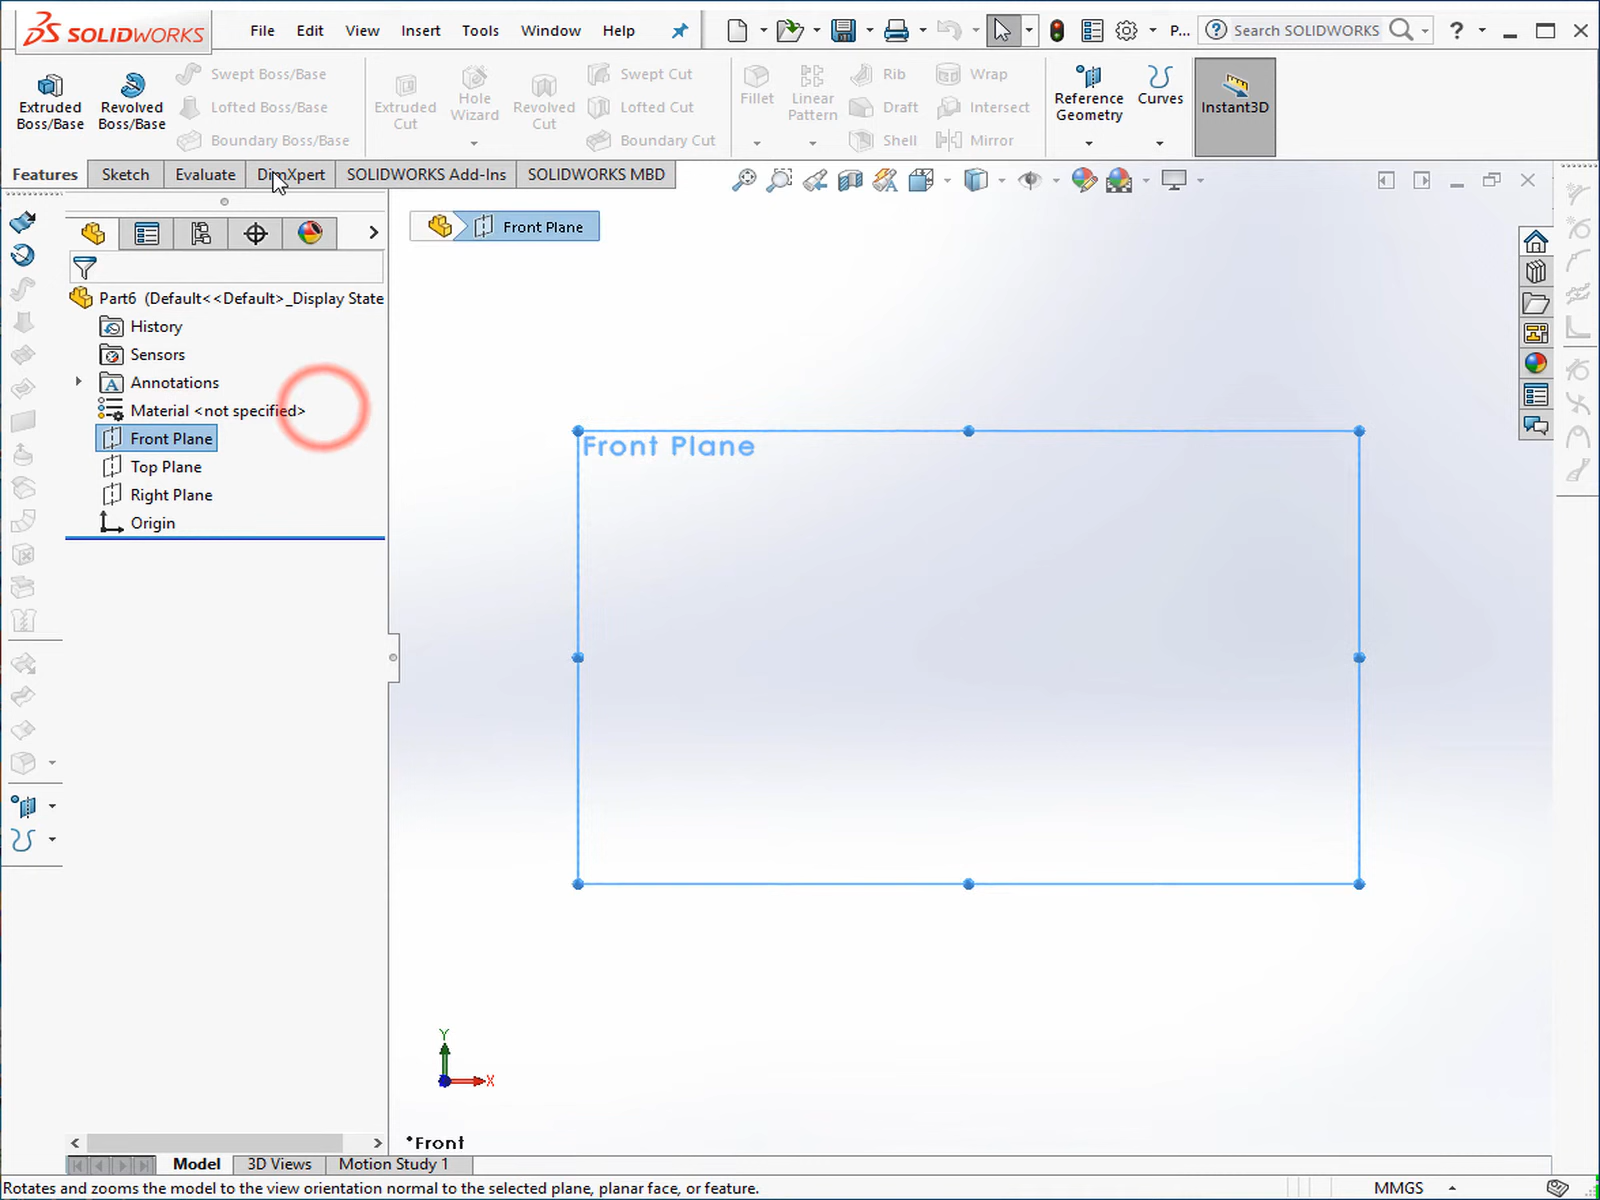 SOLIDWORKS File Edit View Insert Tools Window Help P... Search SOLIDWORKS ?
Extruded Boss/Base
Revolved Boss/Base
Swept Boss/Base
Lofted Boss/Base
Boundary Boss/Base
Extruded Cut
Hole Wizard
Revolved Cut
Swept Cut
Lofted Cut
Boundary Cut
Fillet
Linear Pattern
Rib
Draft
Shell
Wrap
Intersect
Mirror
Reference Geometry
Curves
Instant3D
Features Sketch Evaluate DimXpert SOLIDWORKS Add-Ins SOLIDWORKS MBD
Front Plane
Part6 (Default<<Default>_Display State
History
Sensors
Annotations
Material <not specified>
Front Plane
Top Plane
Right Plane
Origin
Front Plane
Y
X
*Front
Model 3D Views Motion Study 1
Rotates and zooms the model to the view orientation normal to the selected plane, planar face, or feature. MMGS